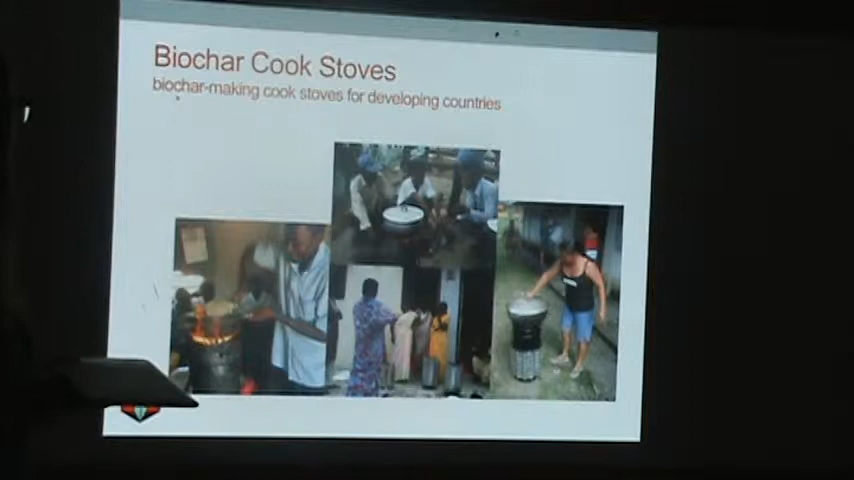 Biochar Cook Stoves
biochar-making cook stoves for developing countries